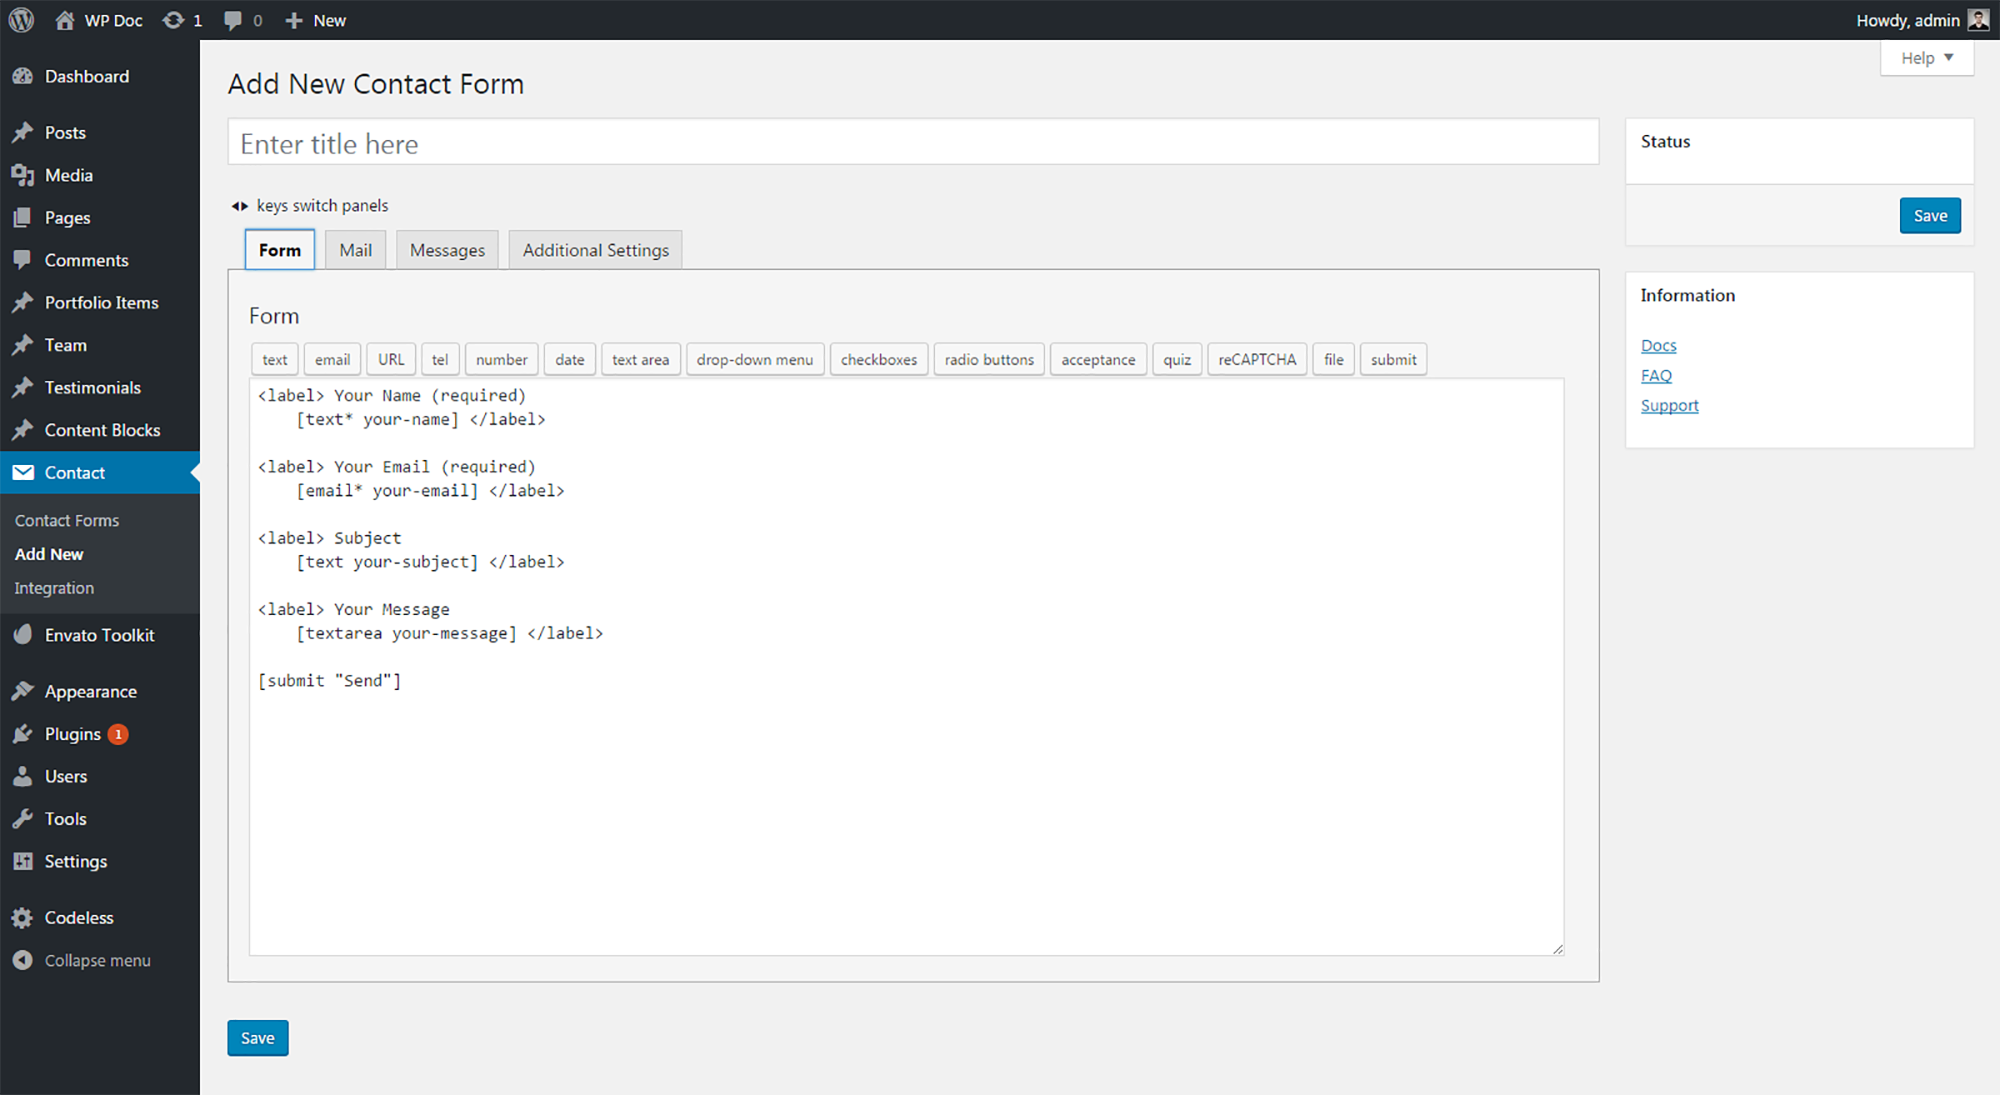 WP Doc 1 0 New Howdy, admin
Help
Dashboard
Posts
Media
Pages
Comments
Portfolio Items
Team
Testimonials
Content Blocks
Contact
Contact Forms
Add New
Integration
Envato Toolkit
Appearance
Plugins 1
Users
Tools
Settings
Codeless
Collapse menu
Add New Contact Form
Enter title here
keys switch panels
Form Mail Messages Additional Settings
Form
text email URL tel number date text area drop-down menu checkboxes radio buttons acceptance quiz reCAPTCHA file submit
<label> Your Name (required)
    [text* your-name] </label>
<label> Your Email (required)
    [email* your-email] </label>
<label> Subject
    [text your-subject] </label>
<label> Your Message
    [textarea your-message] </label>
[submit "Send"]
Save
Status
Save
Information
Docs
FAQ
Support